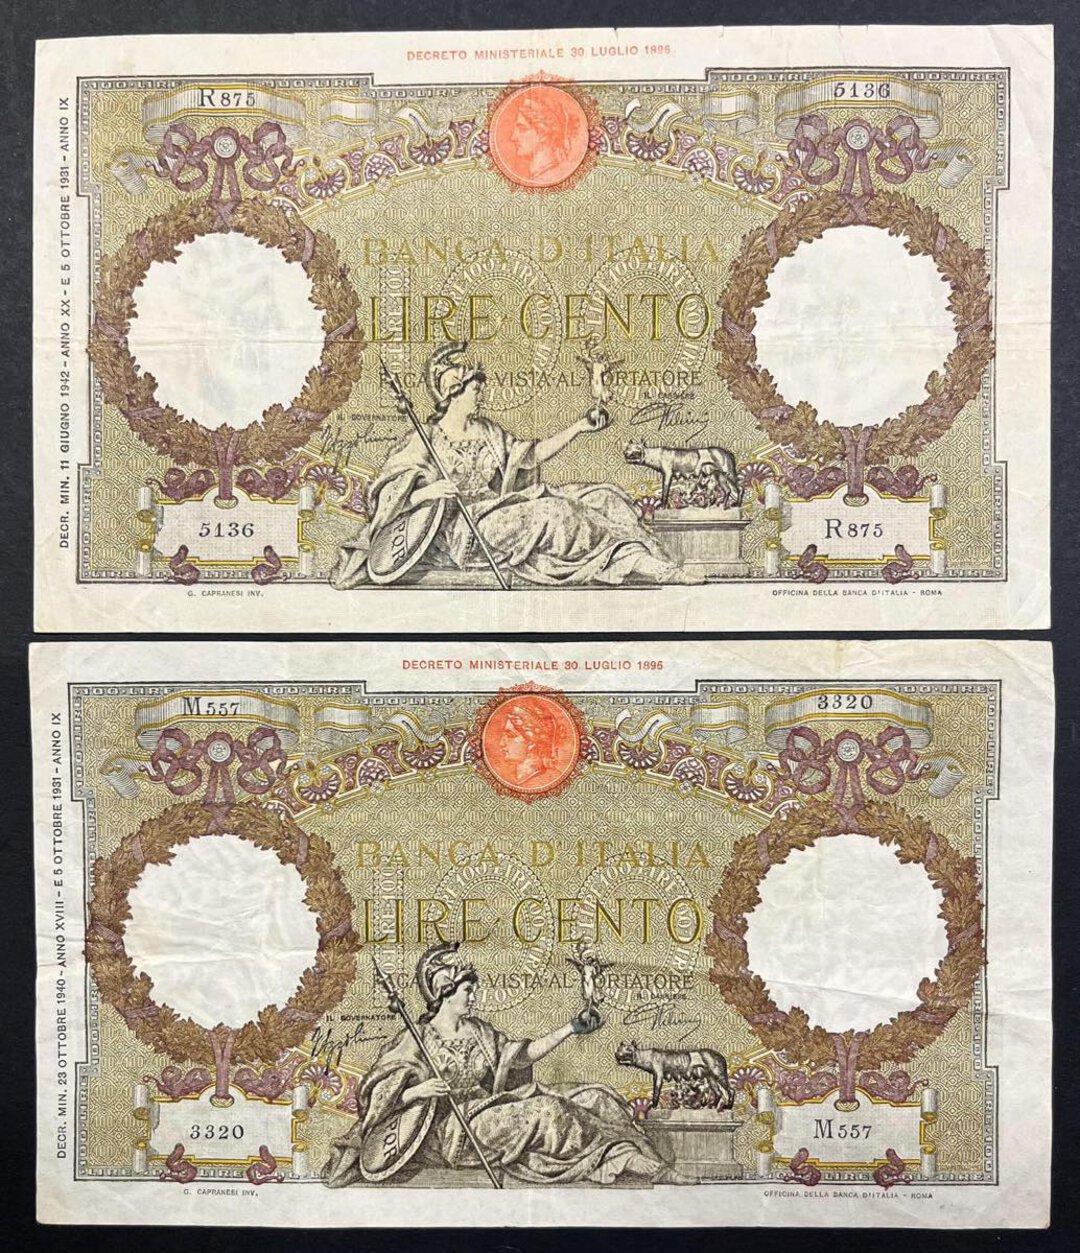 DECRETO MINISTERIALE 30 LUGLIO 1896
DECR. MIN. 11 GIUGNO 1942 - ANNO XX - E 5 OTTOBRE 1931 - ANNO IX
R875
5136
BANCA D'ITALIA
LIRE CENTO
VISTA AL PORTATORE
IL GOVERNATORE
IL CASSIERE
5136
R875
G. CAPRANESI INV.
OFFICINA DELLA BANCA D'ITALIA - ROMA
DECRETO MINISTERIALE 30 LUGLIO 1896
DECR. MIN. 23 OTTOBRE 1940 - ANNO XVIII - E 5 OTTOBRE 1931 - ANNO IX
M557
3320
BANCA D'ITALIA
LIRE CENTO
VISTA AL PORTATORE
IL GOVERNATORE
IL CASSIERE
3320
M557
G. CAPRANESI INV.
OFFICINA DELLA BANCA D'ITALIA - ROMA